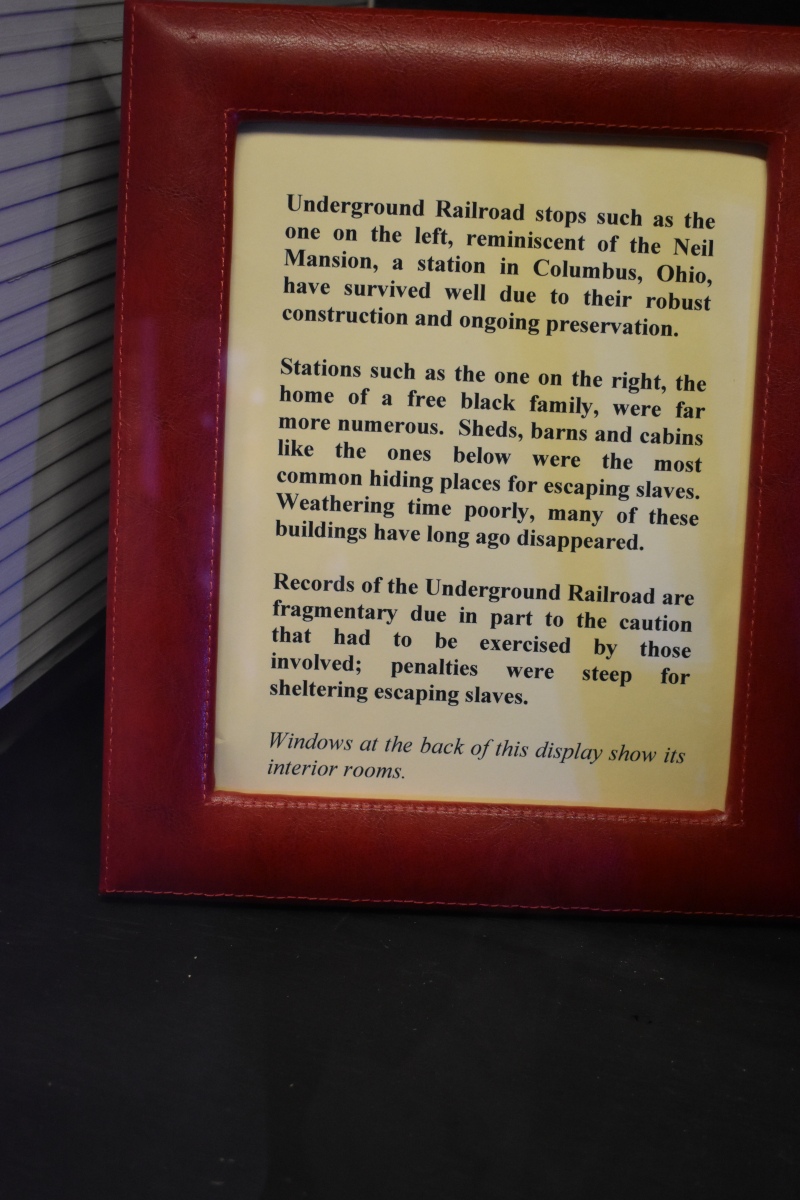 Underground Railroad stops such as the
one on the left, reminiscent of the Neil
Mansion, a station in Columbus, Ohio,
have survived well due to their robust
construction and ongoing preservation.
Stations such as the one on the right, the
home of a free black family, were far
more numerous. Sheds, barns and cabins
like the ones below were the most
common hiding places for escaping slaves.
Weathering time poorly, many of these
buildings have long ago disappeared.
Records of the Underground Railroad are
fragmentary due in part to the caution
that had to be exercised by those
involved; penalties were steep for
sheltering escaping slaves.
Windows at the back of this display show its
interior rooms.